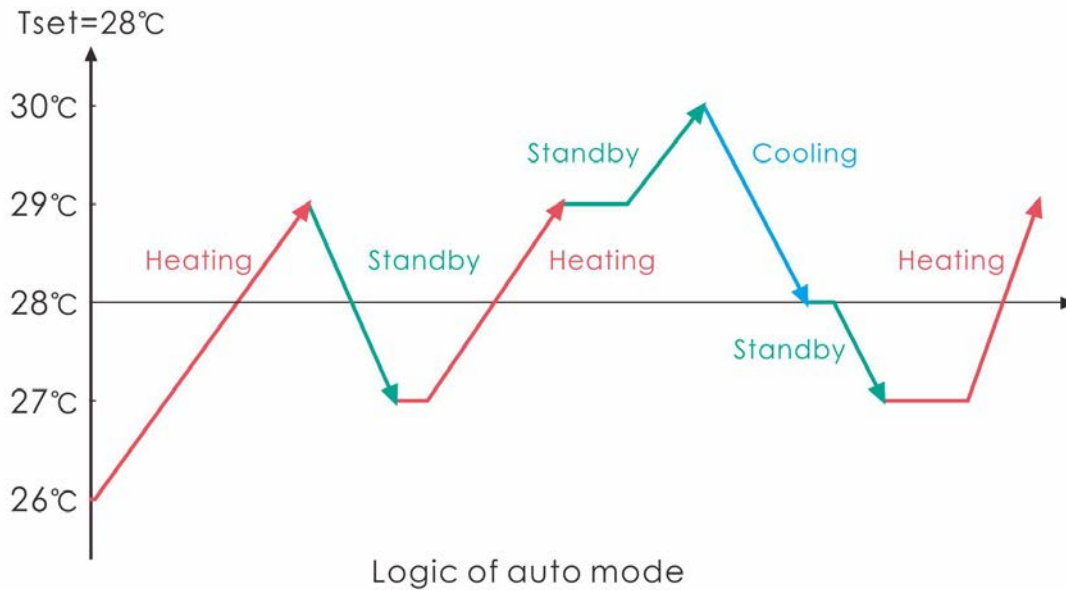 Tset=28℃
30℃
Standby
Cooling
29℃
Heating
Standby
Heating
Heating
28℃
Standby
27℃
26℃
Logic of auto mode